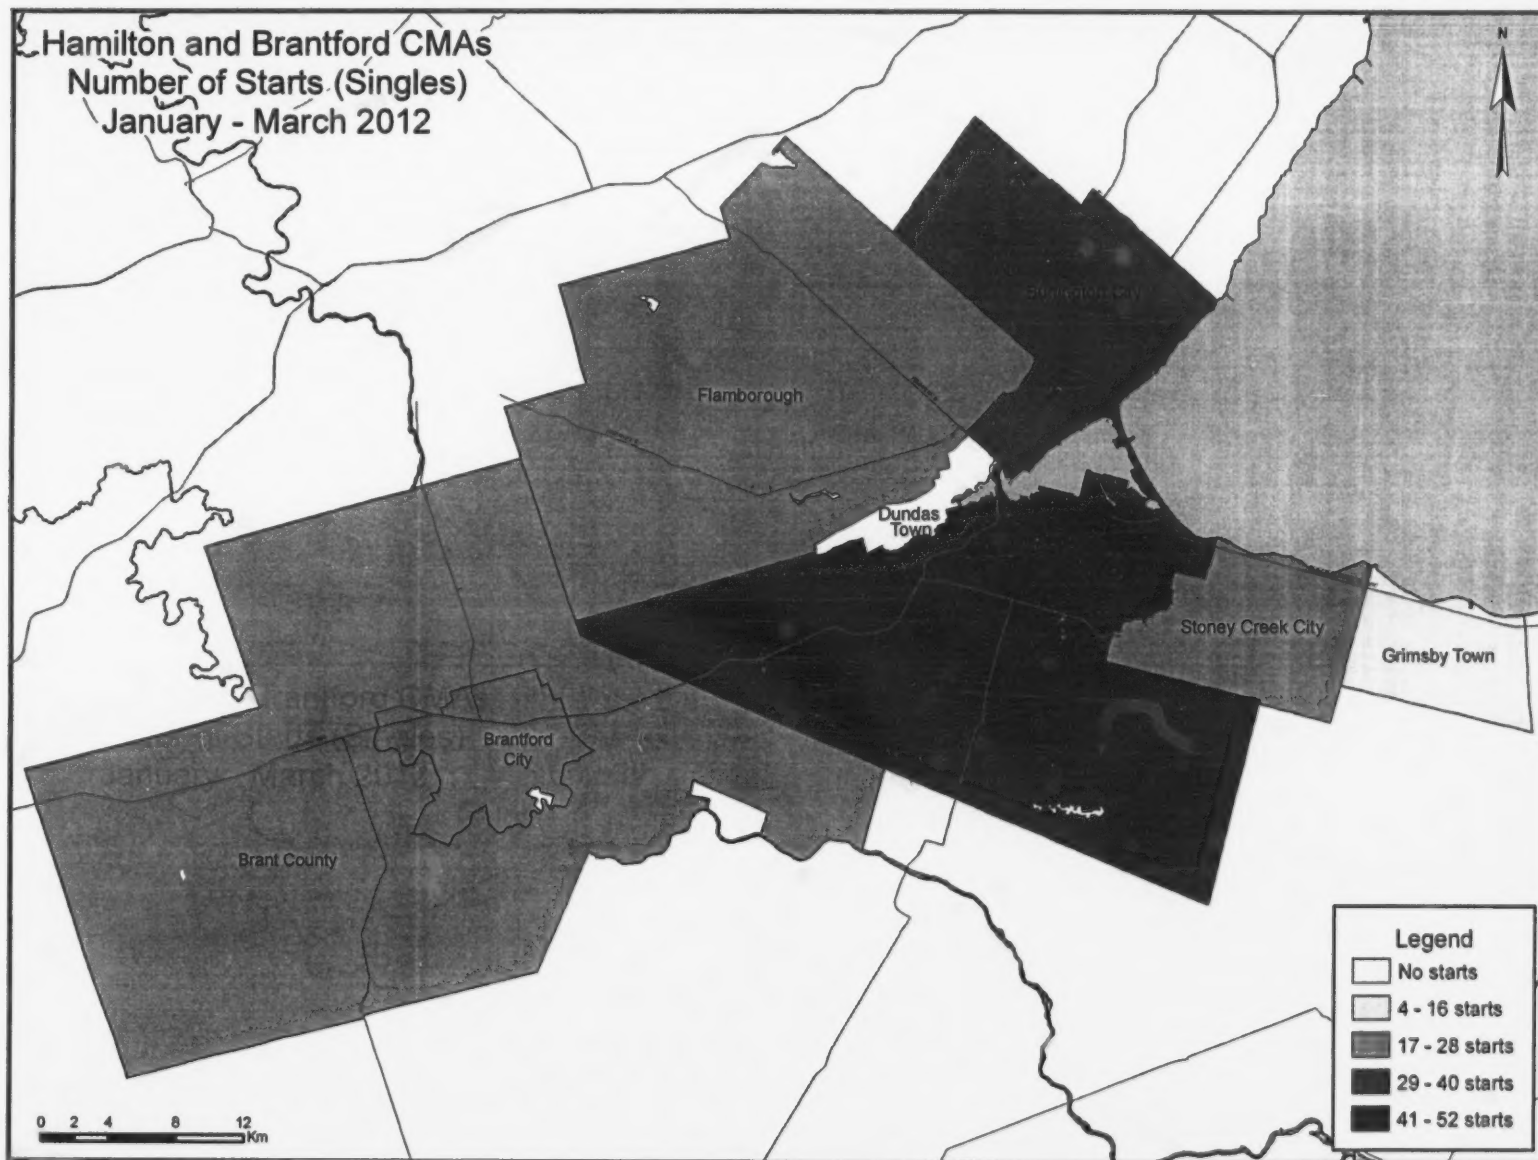 Hamilton and Brantford CMAs
Number of Starts (Singles)
January - March 2012
N
Burlington City
Flamborough
Dundas
Town
Stoney Creek City
Grimsby Town
Brantford
City
Brant County
Legend
No starts
4 - 16 starts
17 - 28 starts
29 - 40 starts
41 - 52 starts
0 2 4 8 12
Km